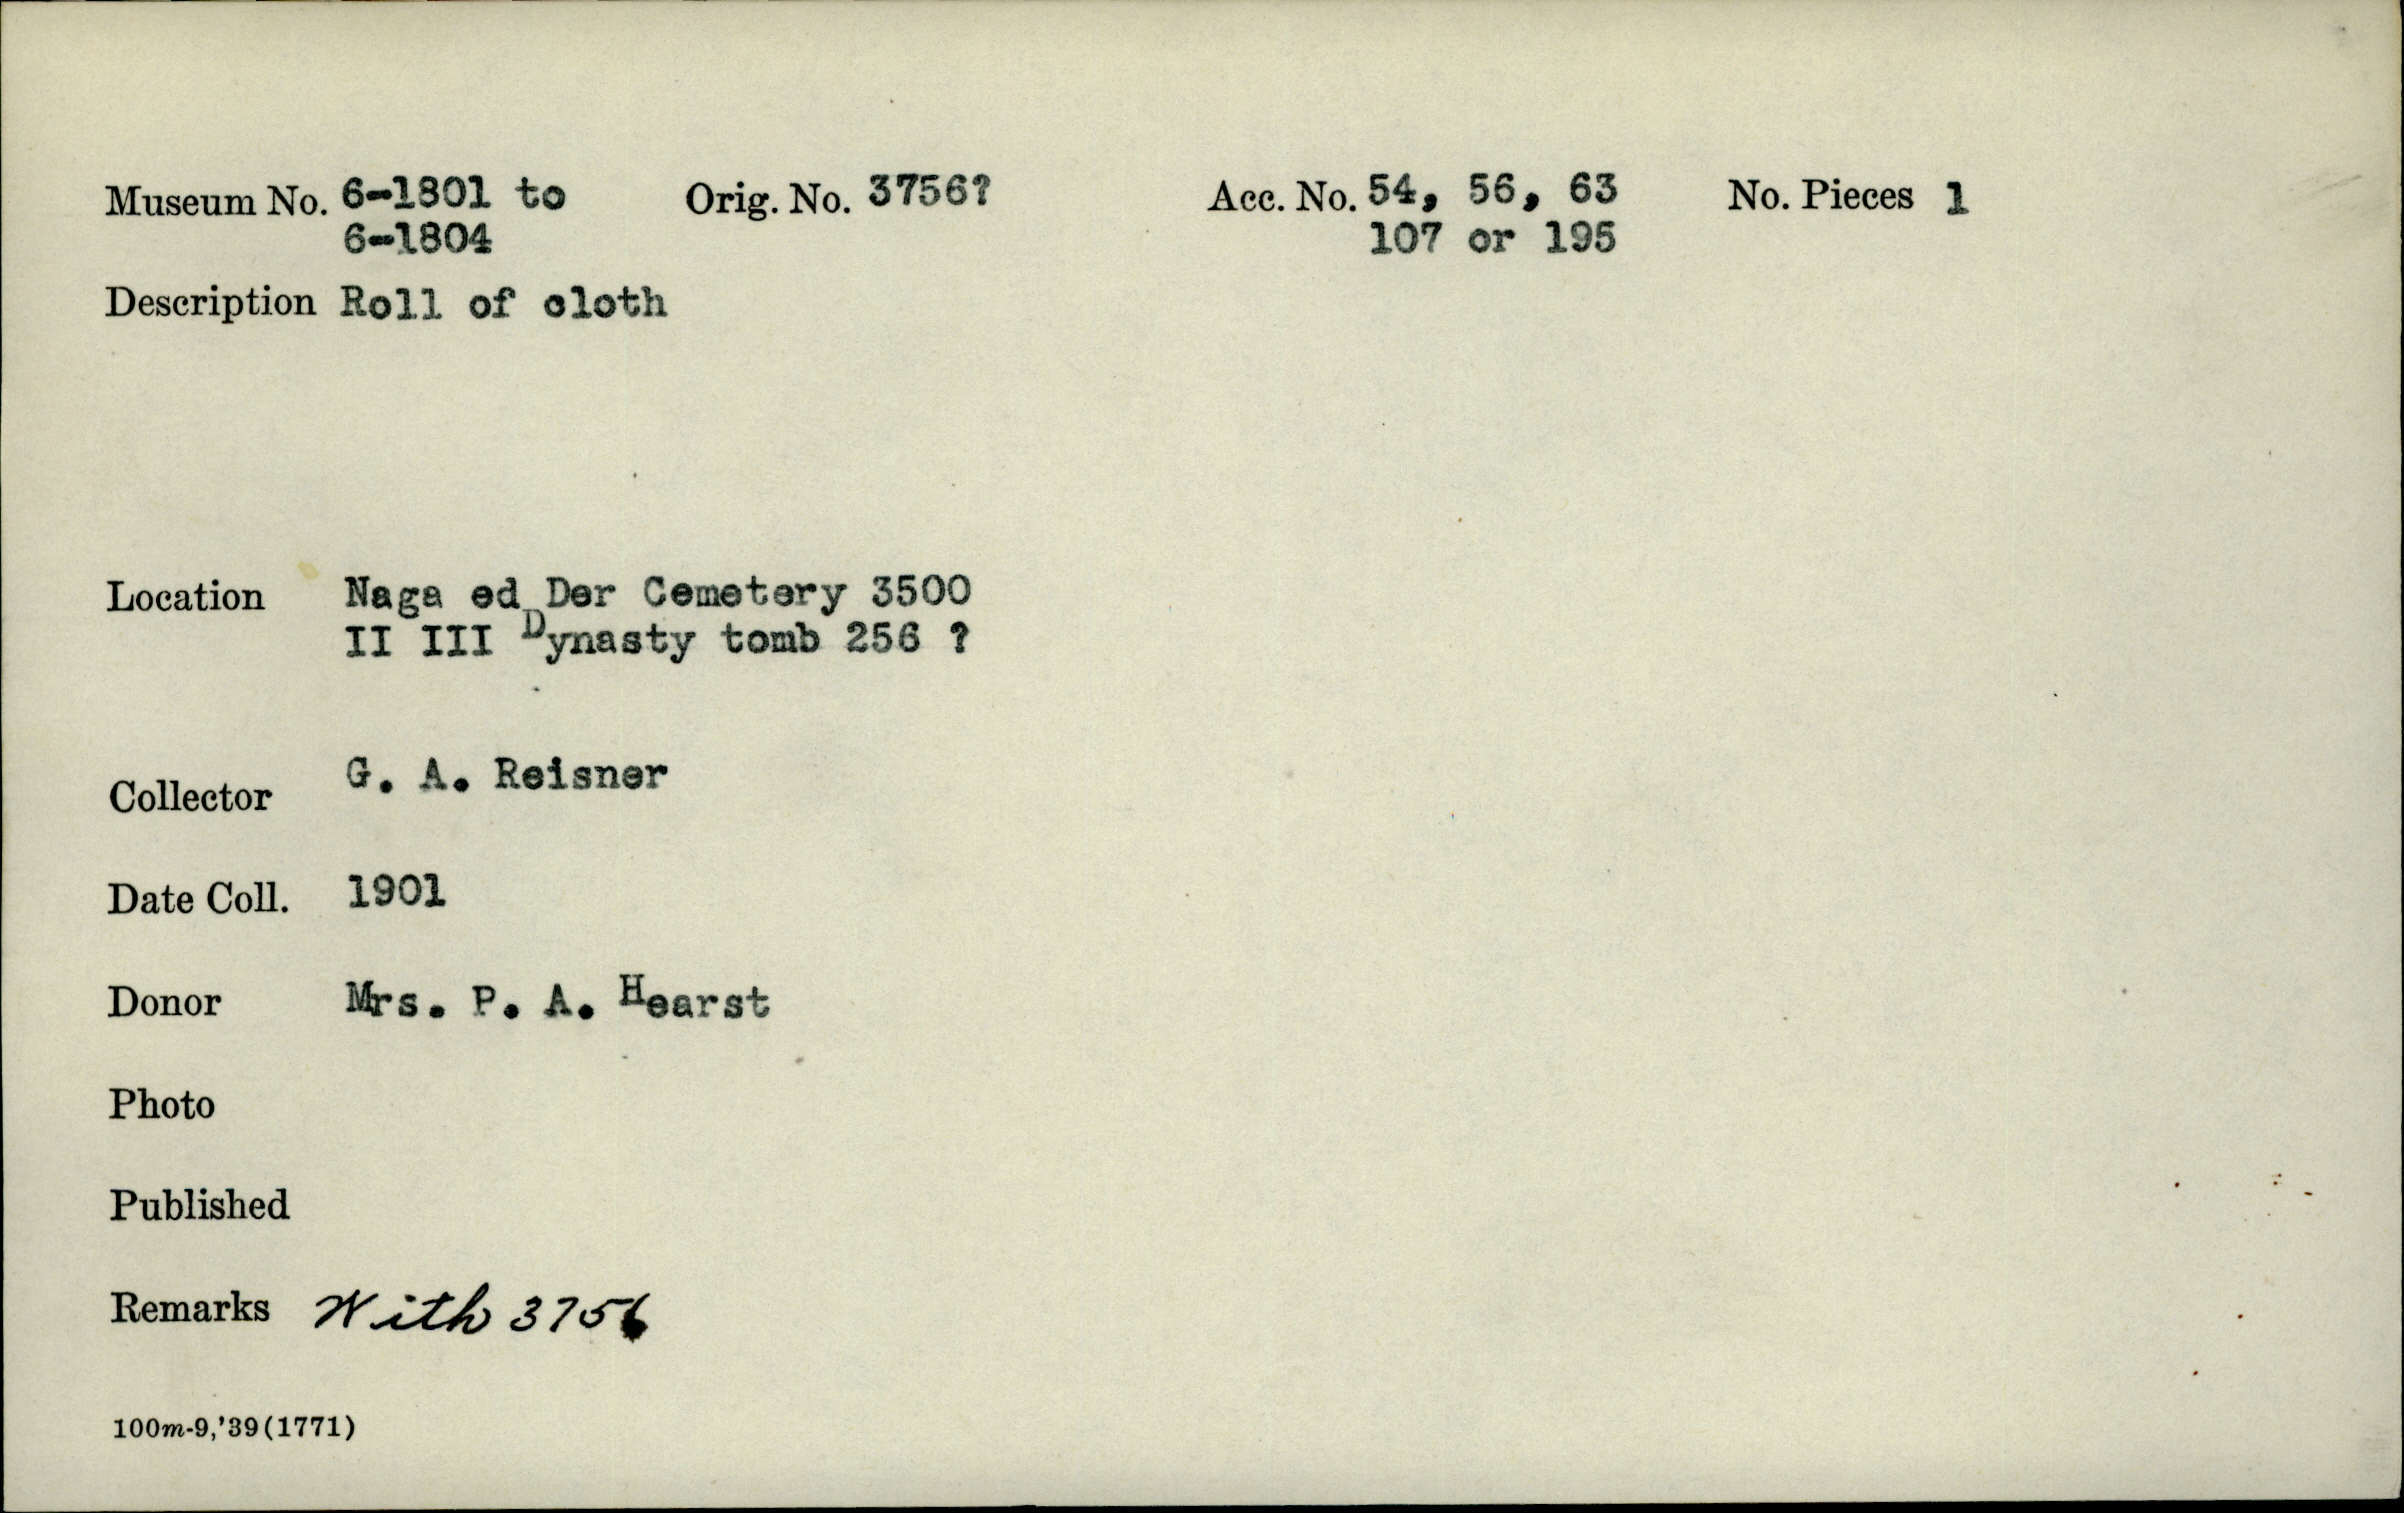 Museum No. 6-1801 to Orig. No. 3756? Acc. No. 54, 56, 63 No. Pieces 1
6-1804 107 or 195
Description Roll of cloth
Location Naga ed Der Cemetery 3500
II III Dynasty tomb 256 ?
Collector G. A. Reisner
Date Coll. 1901
Donor Mrs. P. A. Hearst
Photo
Published
Remarks With 3756
100m-9,'39(1771)